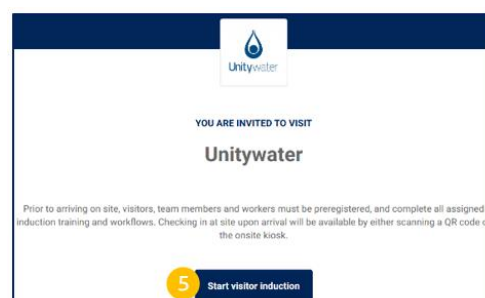 Unitywater
YOU ARE INVITED TO VISIT
Unitywater
Prior to arriving on site, visitors, team members and workers must be preregistered, and complete all assigned
induction training and workflows. Checking in at site upon arrival will be available by either scanning a QR code
the onsite kiosk.
5 Start visitor induction